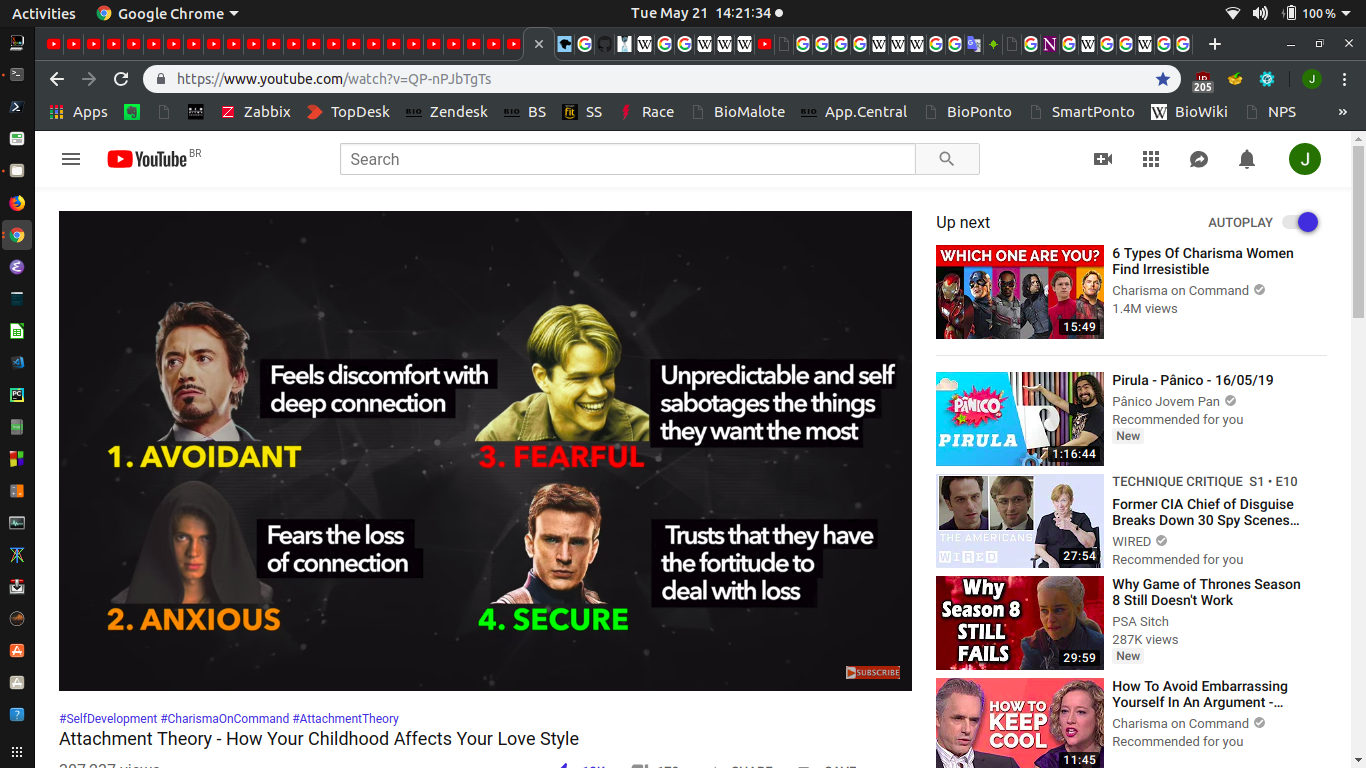 Activities
Google Chrome
Tue May 21 14:21:34
100 %
https://www.youtube.com/watch?v=QP-nPJbTgTs
205
J
Apps
Zabbix
TopDesk
BIO Zendesk
BIO BS
SS
Race
BioMalote
BIO App.Central
BioPonto
SmartPonto
W BioWiki
NPS
»
YouTube BR
Search
J
Feels discomfort with
deep connection
1. AVOIDANT
Unpredictable and self
sabotages the things
they want the most
3. FEARFUL
Fears the loss
of connection
2. ANXIOUS
Trusts that they have
the fortitude to
deal with loss
4. SECURE
SUBSCRIBE
#SelfDevelopment #CharismaOnCommand #AttachmentTheory
Attachment Theory - How Your Childhood Affects Your Love Style
Up next
AUTOPLAY
WHICH ONE ARE YOU?
15:49
6 Types Of Charisma Women
Find Irresistible
Charisma on Command
1.4M views
PÂNICO
PIRULA
1:16:44
Pirula - Pânico - 16/05/19
Pânico Jovem Pan
Recommended for you
New
THE AMERICANS
WIRED
27:54
TECHNIQUE CRITIQUE S1 • E10
Former CIA Chief of Disguise
Breaks Down 30 Spy Scenes…
WIRED
Recommended for you
Why
Season 8
STILL
FAILS
29:59
Why Game of Thrones Season
8 Still Doesn't Work
PSA Sitch
287K views
New
HOW TO
KEEP
COOL
11:45
How To Avoid Embarrassing
Yourself In An Argument -…
Charisma on Command
Recommended for you